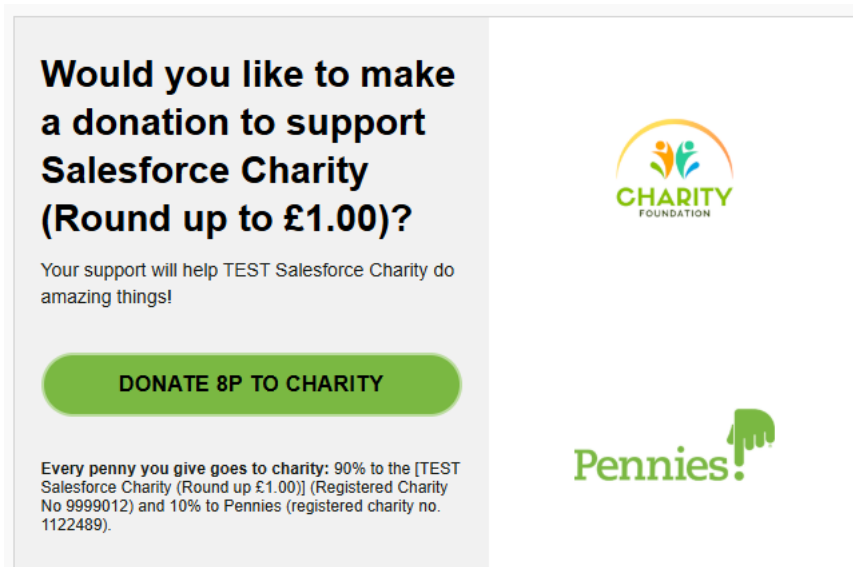 Would you like to make
a donation to support
Salesforce Charity
(Round up to £1.00)?
Your support will help TEST Salesforce Charity do
amazing things!
DONATE 8P TO CHARITY
Every penny you give goes to charity: 90% to the [TEST
Salesforce Charity (Round up £1.00)] (Registered Charity
No 9999012) and 10% to Pennies (registered charity no.
1122489).
CHARITY
FOUNDATION
Pennies!